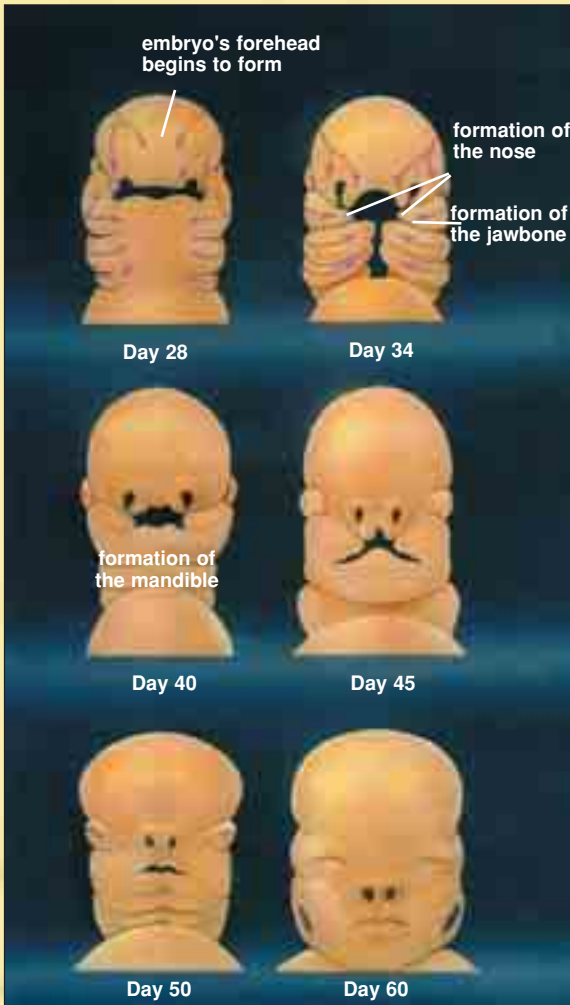 embryo's forehead
begins to form
formation of
the nose
formation of
the jawbone
Day 28
Day 34
formation of
the mandible
Day 40
Day 45
Day 50
Day 60